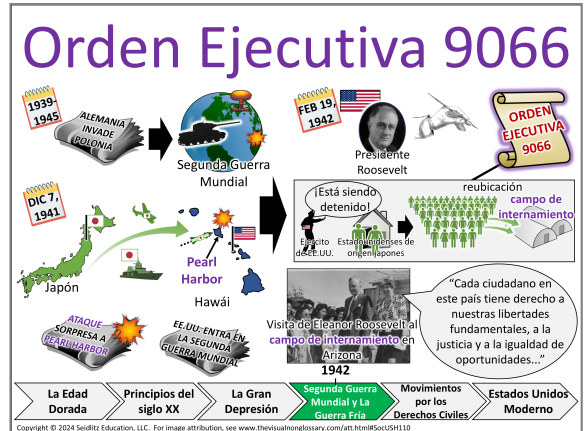 Orden Ejecutiva 9066
1939-
1945
ALEMANIA
INVADE
POLONIA
Segunda Guerra
Mundial
FEB 19,
1942
Presidente
Roosevelt
ORDEN
EJECUTIVA
9066
DIC 7,
1941
Japón
Pearl
Harbor
Hawái
¡Está siendo
detenido!
Ejército
de EE.UU.
Estadounidenses de
origen japones
reubicación
campo de
internamiento
ATAQUE
SORPRESA A
PEARL HARBOR
EE.UU. ENTRA EN
LA SEGUNDA
GUERRA MUNDIAL
Visita de Eleanor Roosevelt al
campo de internamiento en
Arizona
1942
“Cada ciudadano en
este país tiene derecho a
nuestras libertades
fundamentales, a la
justicia y a la igualdad de
oportunidades...”
La Edad
Dorada
Principios del
siglo XX
La Gran
Depresión
Segunda Guerra
Mundial y La
Guerra Fría
Movimientos
por los
Derechos Civiles
Estados Unidos
Moderno
Copyright © 2024 Seidlitz Education, LLC. For image attribution, see www.thevisualnonglossary.com/att.html#SocUSH110